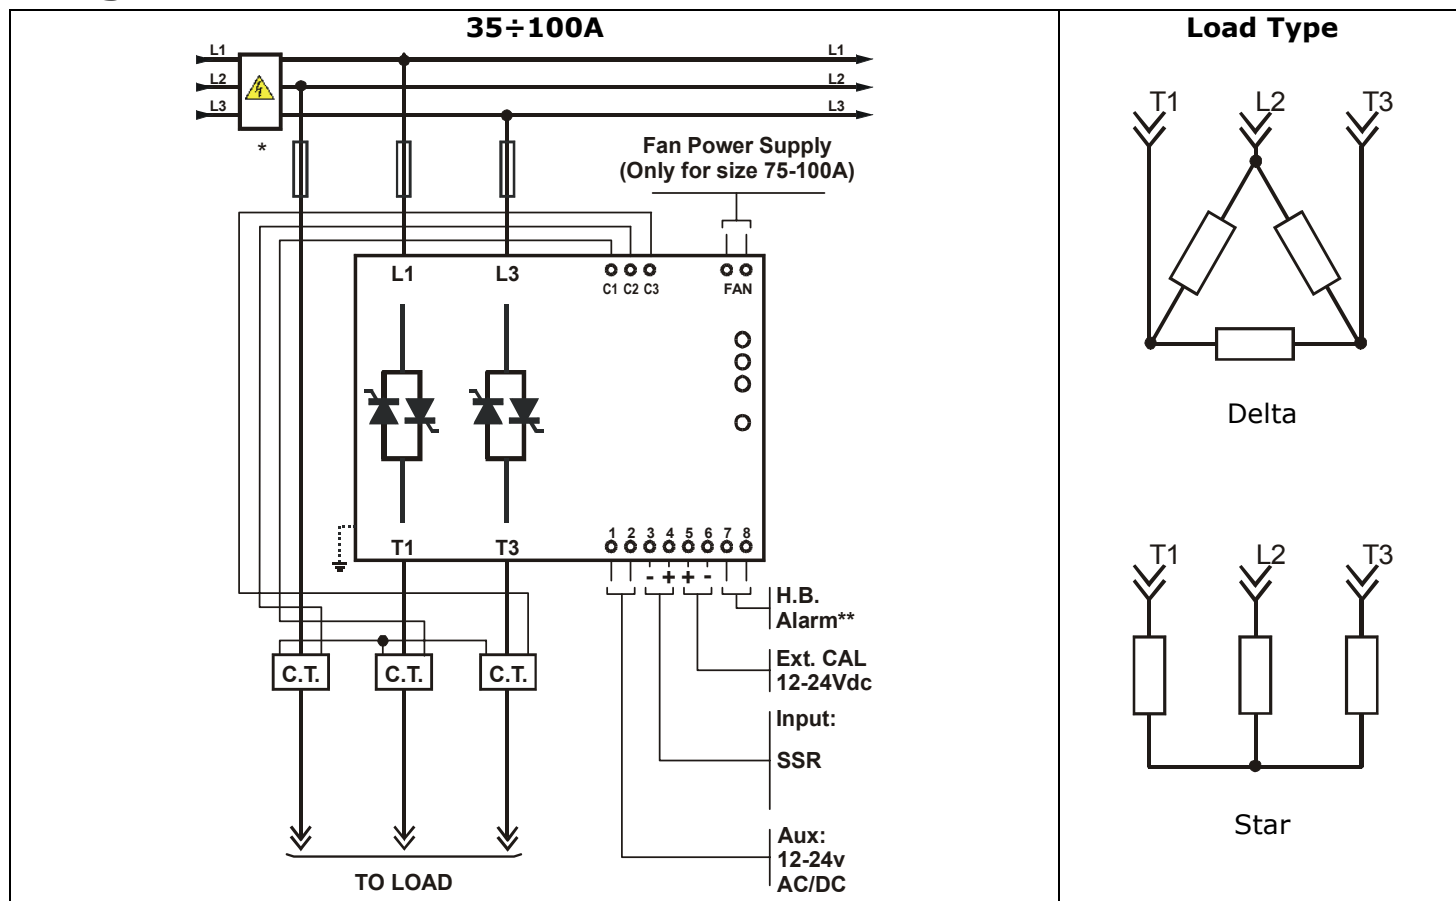 35÷100A
L1
L1
L2
L2
L3
L3
*
Fan Power Supply
(Only for size 75-100A)
L1
L3
C1 C2 C3
FAN
T1
T3
1 2 3 4 5 6 7 8
- + + -
H.B.
Alarm**
C.T.
C.T.
C.T.
Ext. CAL
12-24Vdc
Input:
SSR
Aux:
12-24v
AC/DC
TO LOAD
Load Type
T1
L2
T3
Delta
T1
L2
T3
Star